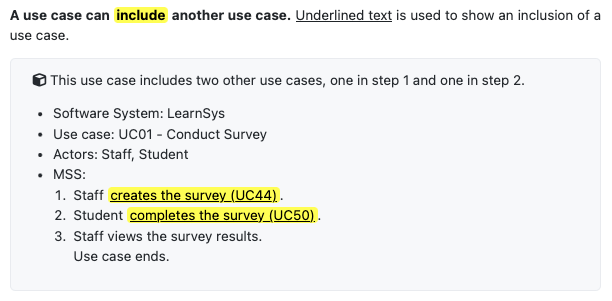 A use case can include another use case. Underlined text is used to show an inclusion of a
use case.
This use case includes two other use cases, one in step 1 and one in step 2.
• Software System: LearnSys
• Use case: UC01 - Conduct Survey
• Actors: Staff, Student
• MSS:
1. Staff creates the survey (UC44) .
2. Student completes the survey (UC50) .
3. Staff views the survey results.
Use case ends.